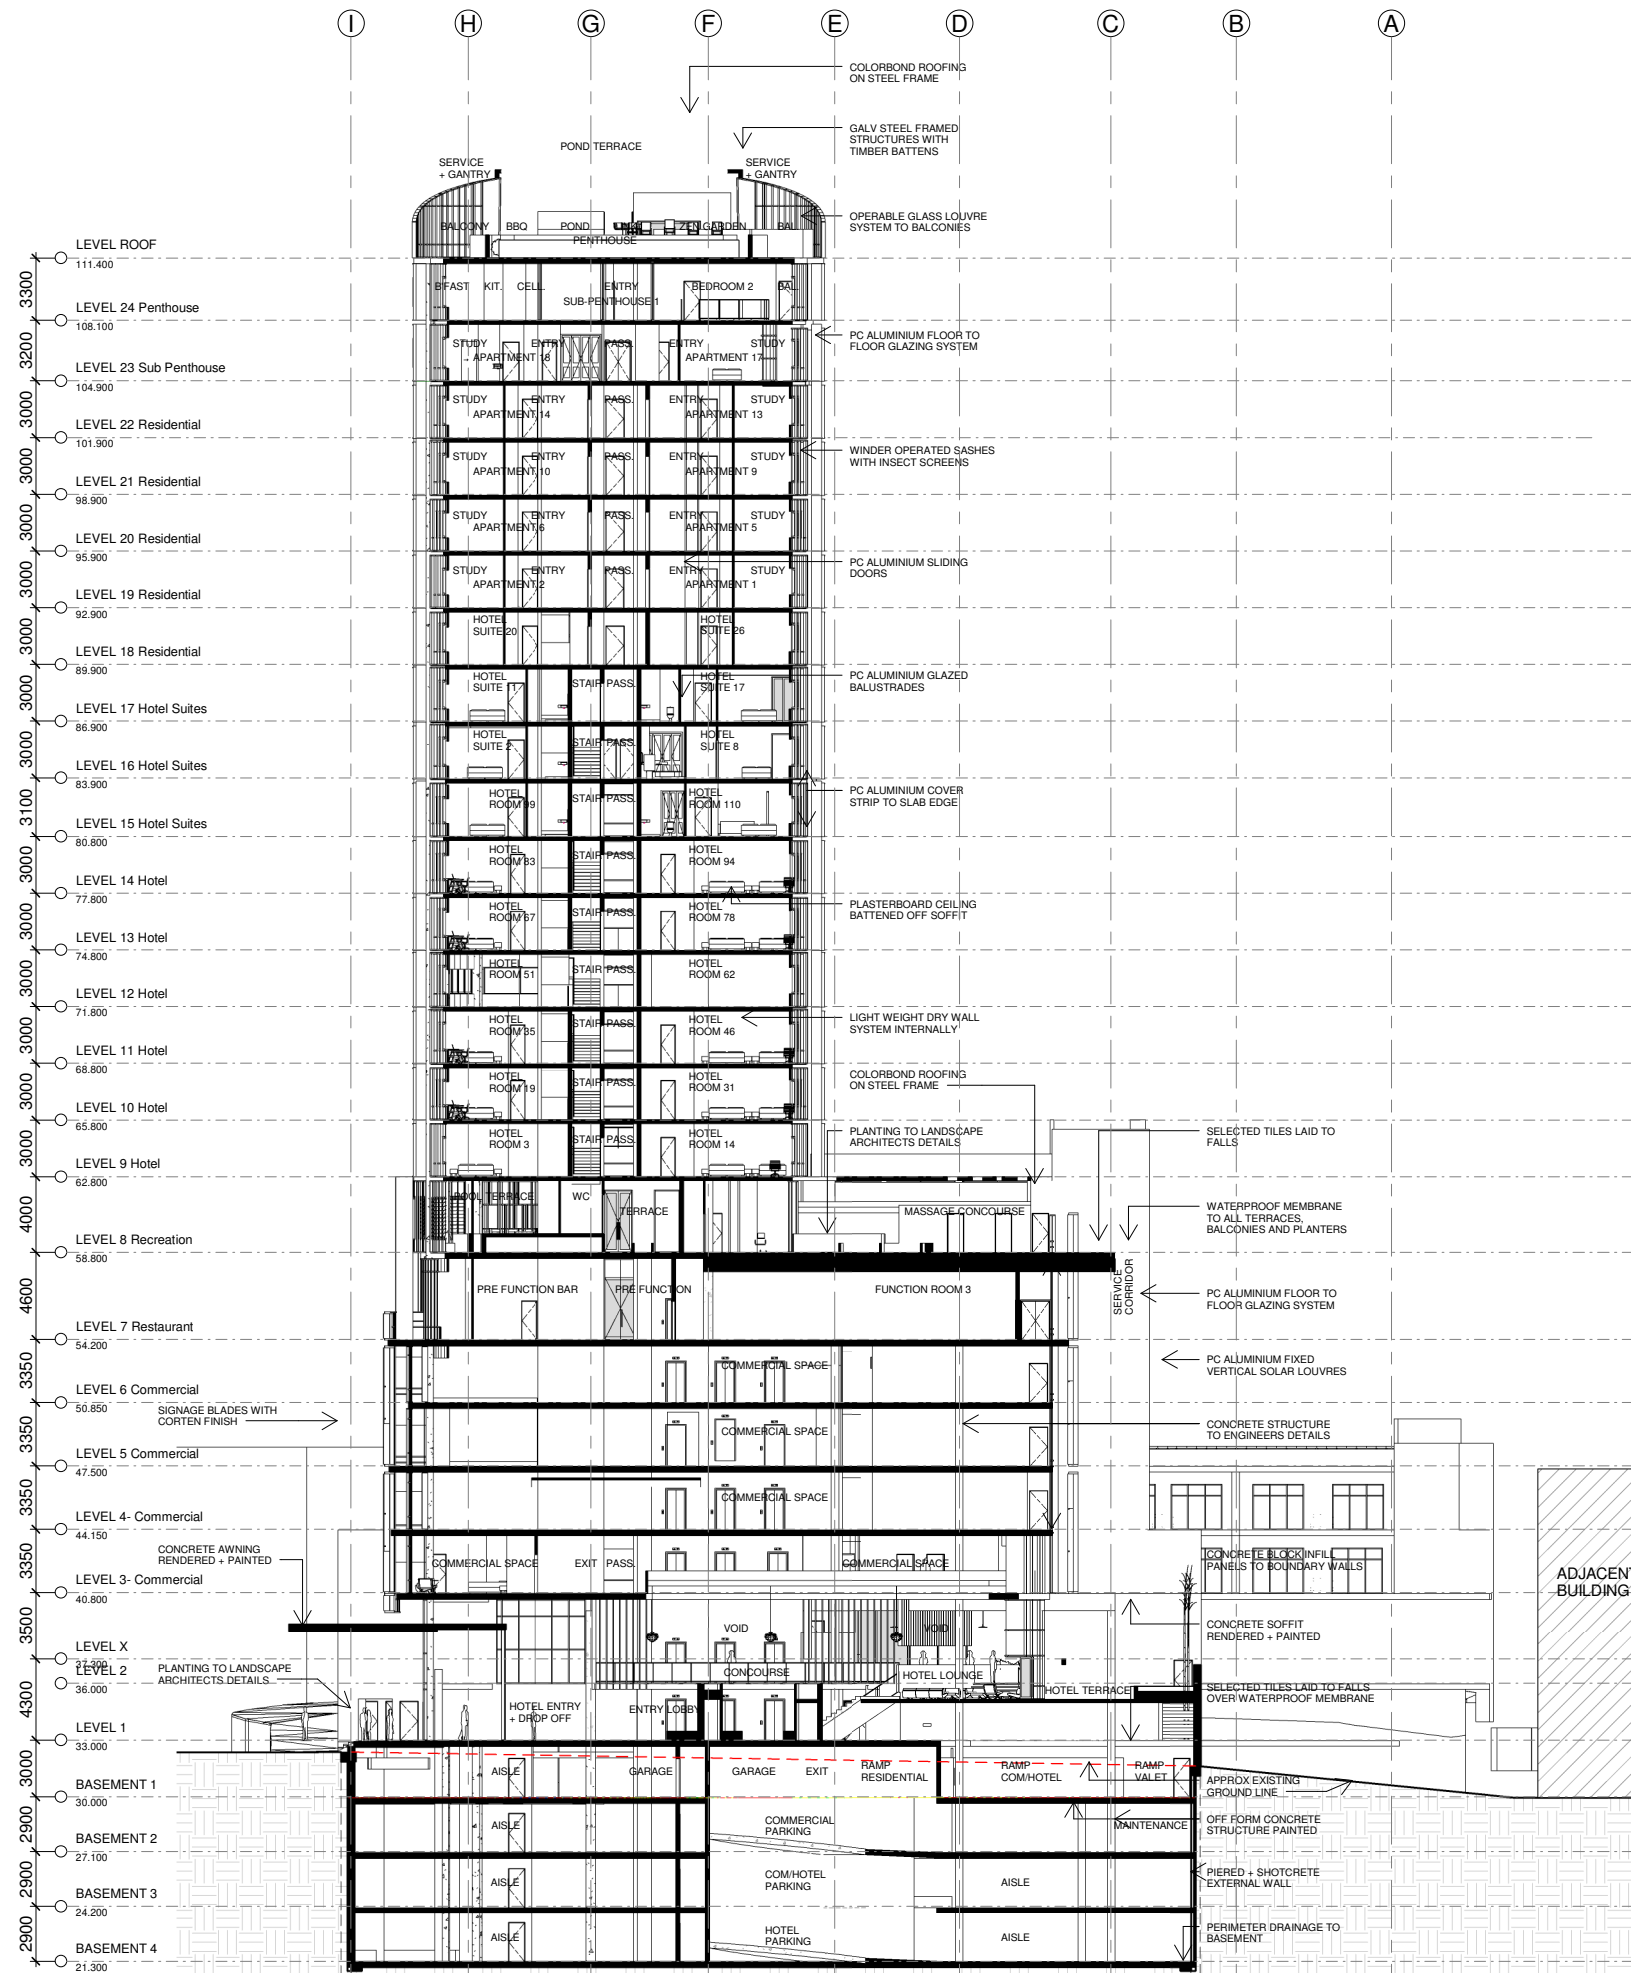 I H G F E D C B A
COLORBOND ROOFING
ON STEEL FRAME
GALV STEEL FRAMED
STRUCTURES WITH
TIMBER BATTENS
POND TERRACE
SERVICE
+ GANTRY
SERVICE
+ GANTRY
OPERABLE GLASS LOUVRE
SYSTEM TO BALCONIES
BALCONY BBQ POND ZEN GARDEN BAL.
PENTHOUSE
LEVEL ROOF
111.400
3300
B'FAST KIT. CELL. ENTRY BEDROOM 2 BAL.
SUB-PENTHOUSE 1
LEVEL 24 Penthouse
108.100
3200
PC ALUMINIUM FLOOR TO
FLOOR GLAZING SYSTEM
STUDY ENTRY PASS. ENTRY STUDY
APARTMENT 18 APARTMENT 17
LEVEL 23 Sub Penthouse
104.900
3000
STUDY ENTRY PASS. ENTRY STUDY
APARTMENT 14 APARTMENT 13
LEVEL 22 Residential
101.900
3000
WINDER OPERATED SASHES
WITH INSECT SCREENS
STUDY ENTRY PASS. ENTRY STUDY
APARTMENT 10 APARTMENT 9
LEVEL 21 Residential
98.900
3000
STUDY ENTRY PASS. ENTRY STUDY
APARTMENT 6 APARTMENT 5
LEVEL 20 Residential
95.900
3000
PC ALUMINIUM SLIDING
DOORS
STUDY ENTRY PASS. ENTRY STUDY
APARTMENT 2 APARTMENT 1
LEVEL 19 Residential
92.900
3000
HOTEL
SUITE 20
HOTEL
SUITE 26
LEVEL 18 Residential
89.900
3000
HOTEL
SUITE 11
STAIR PASS.
HOTEL
SUITE 17
PC ALUMINIUM GLAZED
BALUSTRADES
LEVEL 17 Hotel Suites
86.900
3000
HOTEL
SUITE 2
STAIR PASS.
HOTEL
SUITE 8
LEVEL 16 Hotel Suites
83.900
3100
HOTEL
ROOM 99
STAIR PASS.
HOTEL
ROOM 110
PC ALUMINIUM COVER
STRIP TO SLAB EDGE
LEVEL 15 Hotel Suites
80.800
3000
HOTEL
ROOM 83
STAIR PASS.
HOTEL
ROOM 94
LEVEL 14 Hotel
77.800
3000
PLASTERBOARD CEILING
BATTENED OFF SOFFIT
HOTEL
ROOM 67
STAIR PASS.
HOTEL
ROOM 78
LEVEL 13 Hotel
74.800
3000
HOTEL
ROOM 51
STAIR PASS.
HOTEL
ROOM 62
LEVEL 12 Hotel
71.800
3000
HOTEL
ROOM 35
STAIR PASS.
HOTEL
ROOM 46
LIGHT WEIGHT DRY WALL
SYSTEM INTERNALLY
LEVEL 11 Hotel
68.800
3000
HOTEL
ROOM 19
STAIR PASS.
HOTEL
ROOM 31
COLORBOND ROOFING
ON STEEL FRAME
LEVEL 10 Hotel
65.800
3000
HOTEL
ROOM 3
STAIR PASS.
HOTEL
ROOM 14
PLANTING TO LANDSCAPE
ARCHITECTS DETAILS
SELECTED TILES LAID TO
FALLS
LEVEL 9 Hotel
62.800
4000
POOL TERRACE WC
TERRACE MASSAGE CONCOURSE
WATERPROOF MEMBRANE
TO ALL TERRACES,
BALCONIES AND PLANTERS
LEVEL 8 Recreation
58.800
4600
PRE FUNCTION BAR PRE FUNCTION FUNCTION ROOM 3
SERVICE
CORRIDOR
PC ALUMINIUM FLOOR TO
FLOOR GLAZING SYSTEM
LEVEL 7 Restaurant
54.200
3350
COMMERCIAL SPACE
PC ALUMINIUM FIXED
VERTICAL SOLAR LOUVRES
LEVEL 6 Commercial
50.850
3350
SIGNAGE BLADES WITH
CORTEN FINISH
COMMERCIAL SPACE
CONCRETE STRUCTURE
TO ENGINEERS DETAILS
LEVEL 5 Commercial
47.500
3350
COMMERCIAL SPACE
LEVEL 4- Commercial
44.150
3350
CONCRETE AWNING
RENDERED + PAINTED
COMMERCIAL SPACE EXIT PASS. COMMERCIAL SPACE
CONCRETE BLOCK INFILL
PANELS TO BOUNDARY WALLS
ADJACENT
BUILDING
LEVEL 3- Commercial
40.800
3500
VOID VOID
CONCRETE SOFFIT
RENDERED + PAINTED
LEVEL X
37.300
LEVEL 2
36.000
4300
PLANTING TO LANDSCAPE
ARCHITECTS DETAILS
CONCOURSE HOTEL LOUNGE
HOTEL TERRACE
SELECTED TILES LAID TO FALLS
OVER WATERPROOF MEMBRANE
HOTEL ENTRY
+ DROP OFF
ENTRY LOBBY
LEVEL 1
33.000
3000
AISLE GARAGE GARAGE EXIT
RAMP
RESIDENTIAL
RAMP
COM/HOTEL
RAMP
VALET
APPROX EXISTING
GROUND LINE
BASEMENT 1
30.000
2900
AISLE
COMMERCIAL
PARKING
MAINTENANCE
OFF FORM CONCRETE
STRUCTURE PAINTED
BASEMENT 2
27.100
2900
AISLE
COM/HOTEL
PARKING
AISLE
PIERED + SHOTCRETE
EXTERNAL WALL
BASEMENT 3
24.200
2900
AISLE
HOTEL
PARKING
AISLE
PERIMETER DRAINAGE TO
BASEMENT
BASEMENT 4
21.300